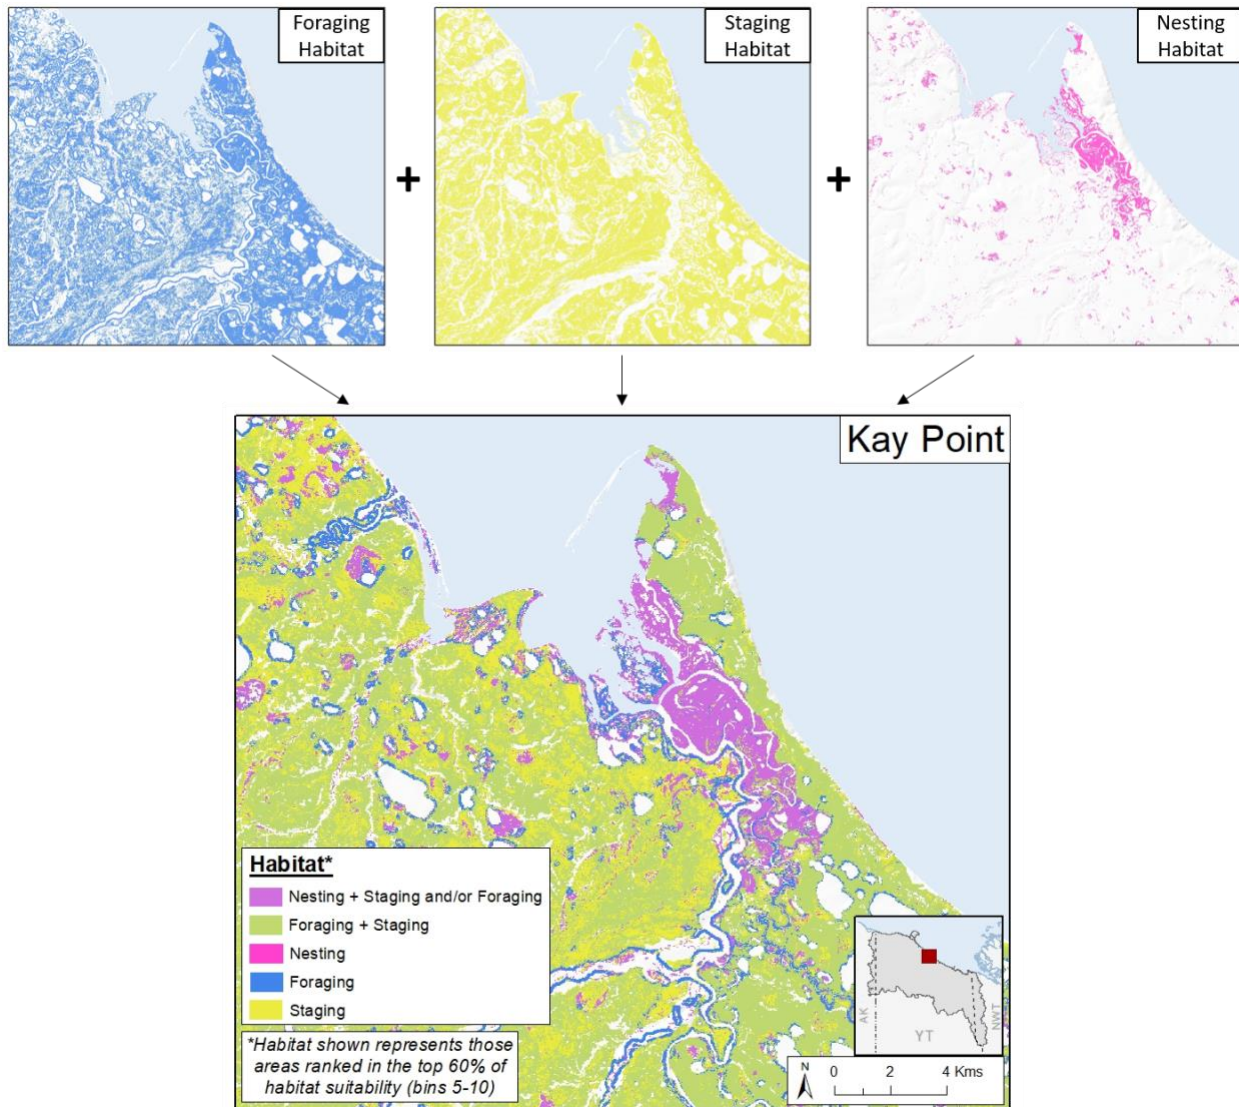 Foraging
Habitat
Staging
Habitat
Nesting
Habitat
+
+
Kay Point
Habitat*
Nesting + Staging and/or Foraging
Foraging + Staging
Nesting
Foraging
Staging
*Habitat shown represents those
areas ranked in the top 60% of
habitat suitability (bins 5-10)
AK
YT
NWT
N
0 2 4 Kms